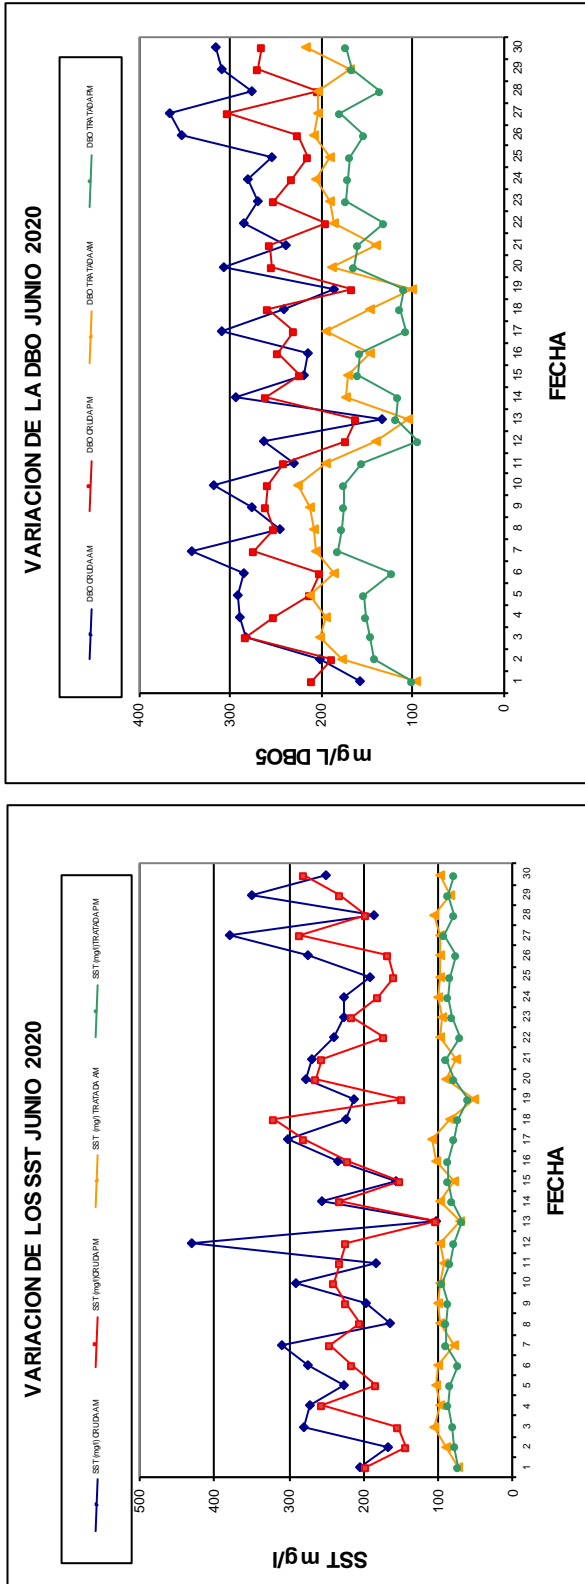 VARIACION DE LOS SST JUNIO 2020
SST (mg/l) CRUDA AM
SST (mg/l)CRUDA PM
SST (mg/l) TRATADA AM
SST (mg/l)TRATADA PM
500
400
300
200
100
0
SST mg/l
1 2 3 4 5 6 7 8 9 10 11 12 13 14 15 16 17 18 19 20 21 22 23 24 25 26 27 28 29 30
FECHA
VARIACION DE LA DBO JUNIO 2020
DBO CRUDA AM
DBO CRUDA PM
DBO TRATADA AM
DBO TRATADA PM
400
300
200
100
0
mg/L DBO5
1 2 3 4 5 6 7 8 9 10 11 12 13 14 15 16 17 18 19 20 21 22 23 24 25 26 27 28 29 30
FECHA